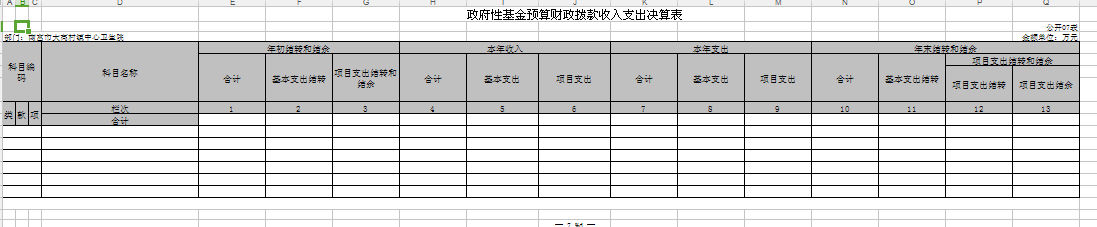 A B C D E F G H I J K L M N O P Q
政府性基金预算财政拨款收入支出决算表
公开07表
部门：南宫市大高村镇中心卫生院 金额单位：万元
科目编码 科目名称 年初结转和结余 本年收入 本年支出 年末结转和结余
合计 基本支出结转 项目支出结转和结余 合计 基本支出 项目支出 合计 基本支出 项目支出 合计 基本支出结转 项目支出结转和结余
项目支出结转 项目支出结余
类 款 项 栏次 1 2 3 4 5 6 7 8 9 10 11 12 13
合计